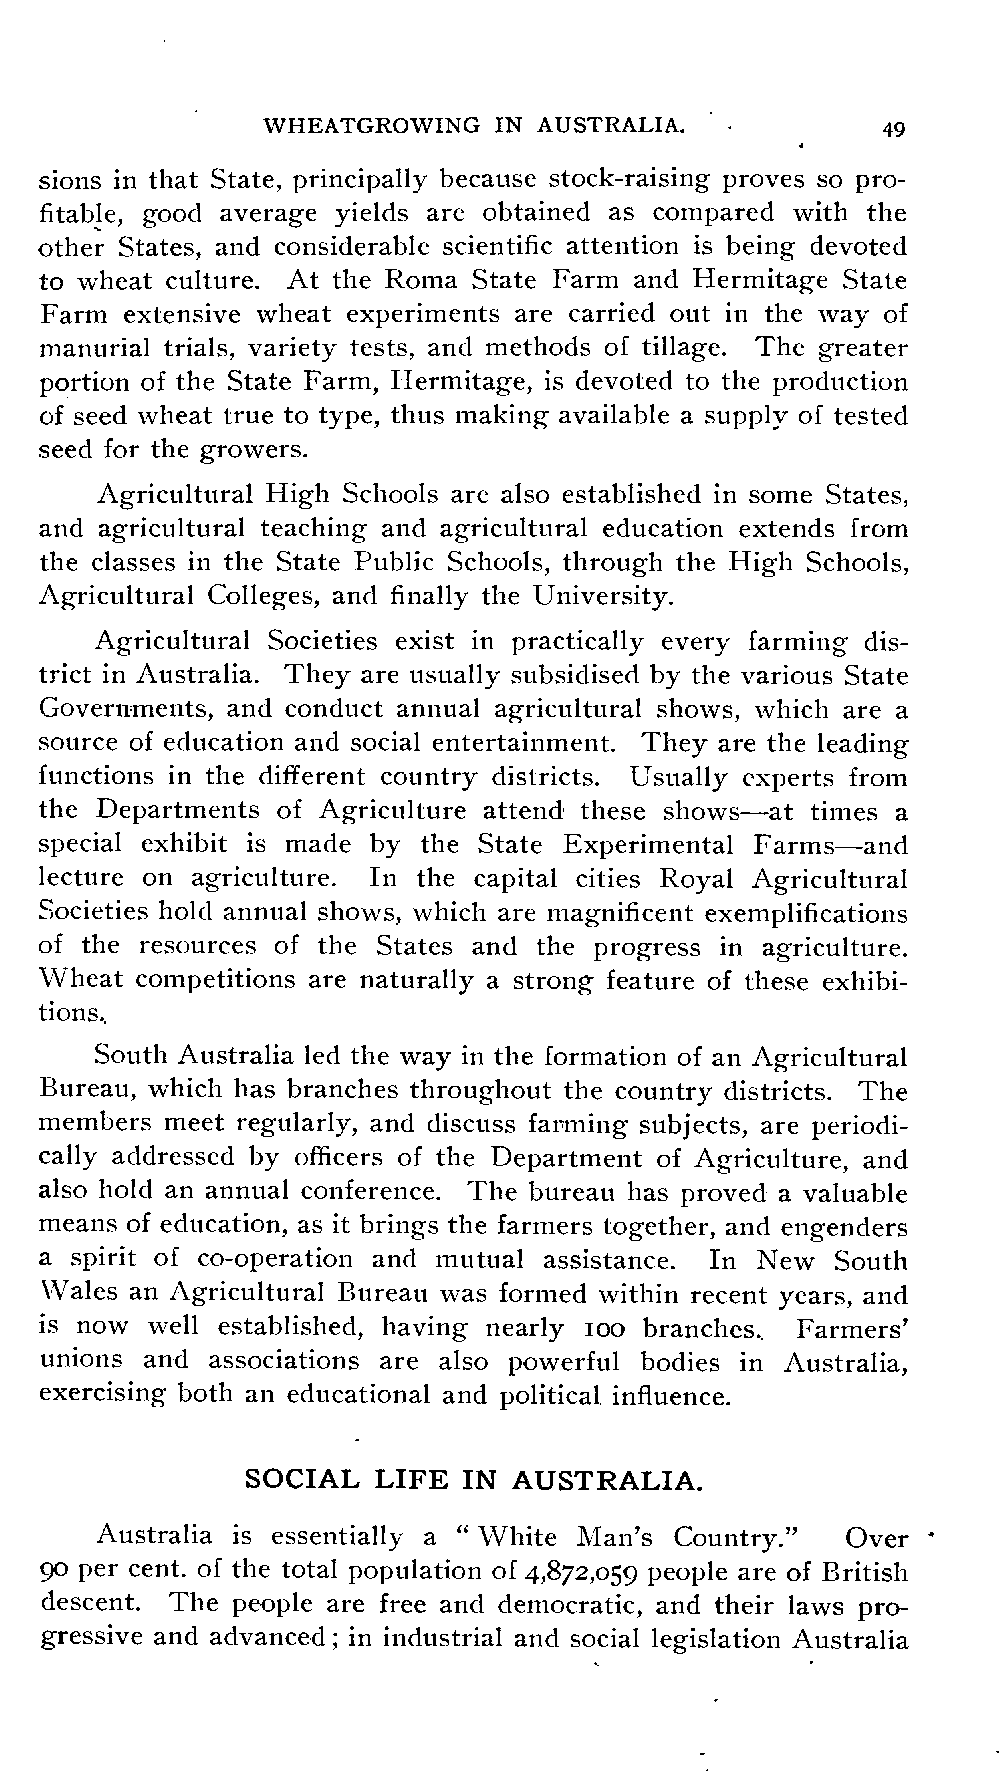 WHEATGROWING IN AUSTRALIA. 49
sions in that State, principally because stock-raising proves so pro-
fitable, good average yields are obtained as compared with the
other States, and considerable scientific attention is being devoted
to wheat culture. At the Roma State Farm and Hermitage State
Farm extensive wheat experiments are carried out in the way of
manurial trials, variety tests, and methods of tillage. The greater
portion of the State Farm, Hermitage, is devoted to the production
of seed wheat true to type, thus making available a supply of tested
seed for the growers.
Agricultural High Schools are also established in some States,
and agricultural teaching and agricultural education extends from
the classes in the State Public Schools, through the High Schools,
Agricultural Colleges, and finally the University.
Agricultural Societies exist in practically every farming dis-
trict in Australia. They are usually subsidised by the various State
Governments, and conduct annual agricultural shows, which are a
source of education and social entertainment. They are the leading
functions in the different country districts. Usually experts from
the Departments of Agriculture attend these shows—at times a
special exhibit is made by the State Experimental Farms—and
lecture on agriculture. In the capital cities Royal Agricultural
Societies hold annual shows, which are magnificent exemplifications
of the resources of the States and the progress in agriculture.
Wheat competitions are naturally a strong feature of these exhibi-
tions.
South Australia led the way in the formation of an Agricultural
Bureau, which has branches throughout the country districts. The
members meet regularly, and discuss farming subjects, are periodi-
cally addressed by officers of the Department of Agriculture, and
also hold an annual conference. The bureau has proved a valuable
means of education, as it brings the farmers together, and engenders
a spirit of co-operation and mutual assistance. In New South
Wales an Agricultural Bureau was formed within recent years, and
is now well established, having nearly 100 branches. Farmers'
unions and associations are also powerful bodies in Australia,
exercising both an educational and political influence.
SOCIAL LIFE IN AUSTRALIA.
Australia is essentially a "White Man's Country." Over
90 per cent. of the total population of 4,872,059 people are of British
descent. The people are free and democratic, and their laws pro-
gressive and advanced; in industrial and social legislation Australia